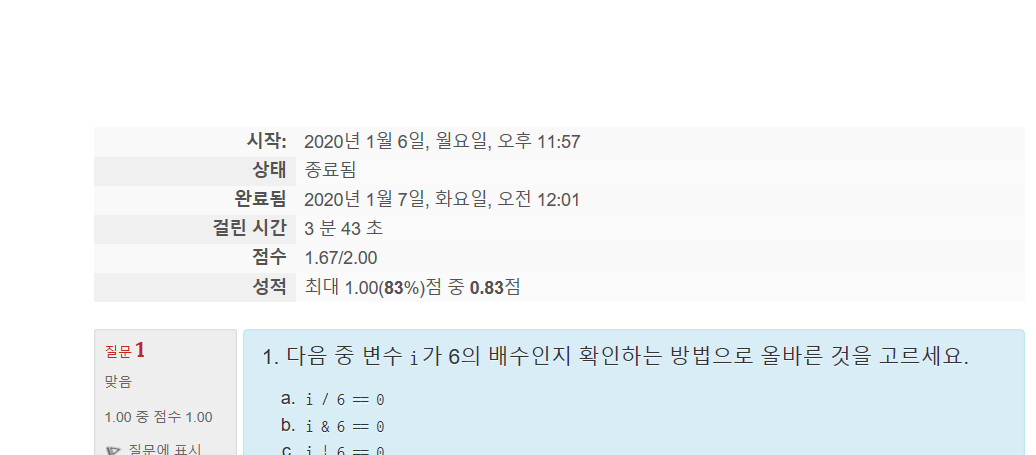 시작: 2020년 1월 6일, 월요일, 오후 11:57
상태 종료됨
완료됨 2020년 1월 7일, 화요일, 오전 12:01
걸린 시간 3 분 43 초
점수 1.67/2.00
성적 최대 1.00(83%)점 중 0.83점
질문 1
맞음
1.00 중 점수 1.00
질문에 표시
1. 다음 중 변수 i 가 6의 배수인지 확인하는 방법으로 올바른 것을 고르세요.
a. i / 6 == 0
b. i & 6 == 0
c. i | 6 == 0